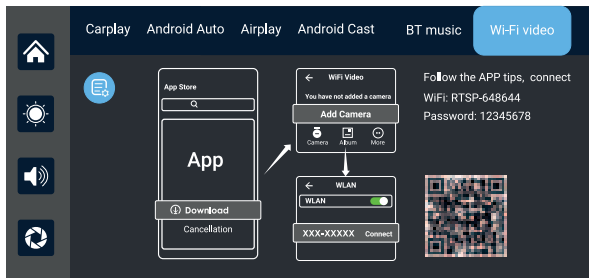 Carplay Android Auto Airplay Android Cast BT music Wi-Fi video
App Store
App
Download
Cancellation
WiFi Video
You have not added a camera
Add Camera
Camera Album More
WLAN
WLAN
XXX-XXXXX Connect
Follow the APP tips, connect
WiFi: RTSP-648644
Password: 12345678